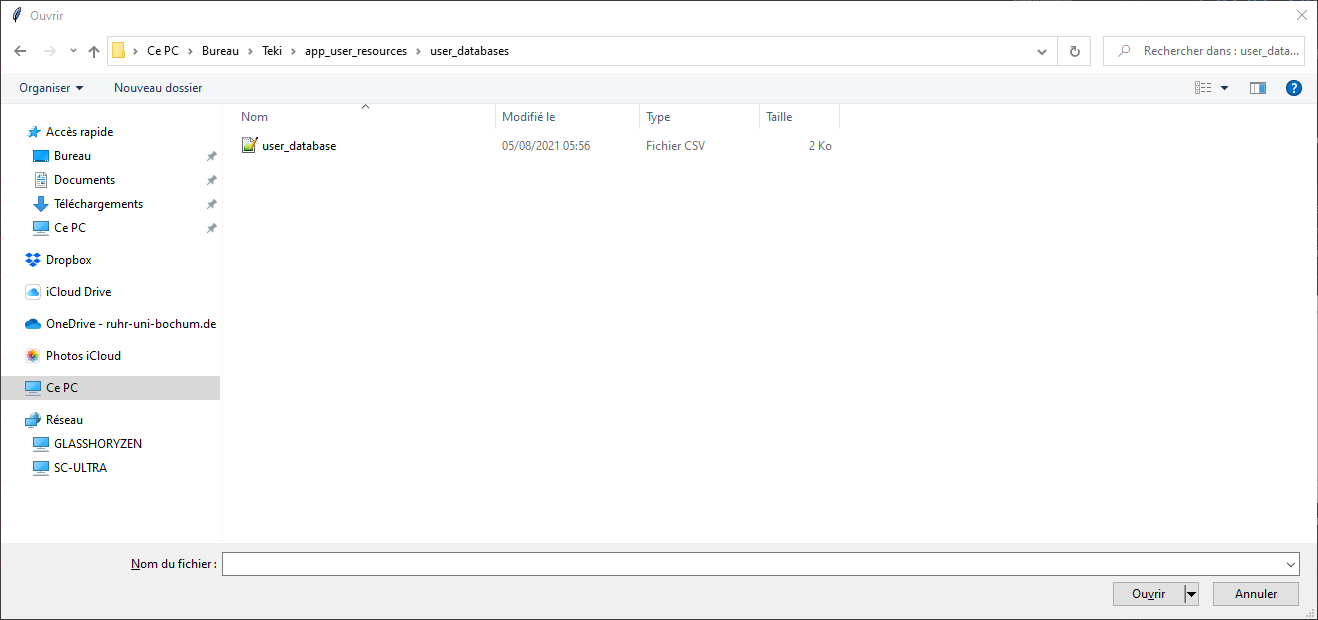 Ouvrir
Ce PC Bureau Teki app_user_resources user_databases
Rechercher dans : user_data...
Organiser Nouveau dossier
Nom Modifié le Type Taille
user_database 05/08/2021 05:56 Fichier CSV 2 Ko
Accès rapide
Bureau
Documents
Téléchargements
Ce PC
Dropbox
iCloud Drive
OneDrive - ruhr-uni-bochum.de
Photos iCloud
Ce PC
Réseau
GLASSHORYZEN
SC-ULTRA
Nom du fichier :
Ouvrir Annuler